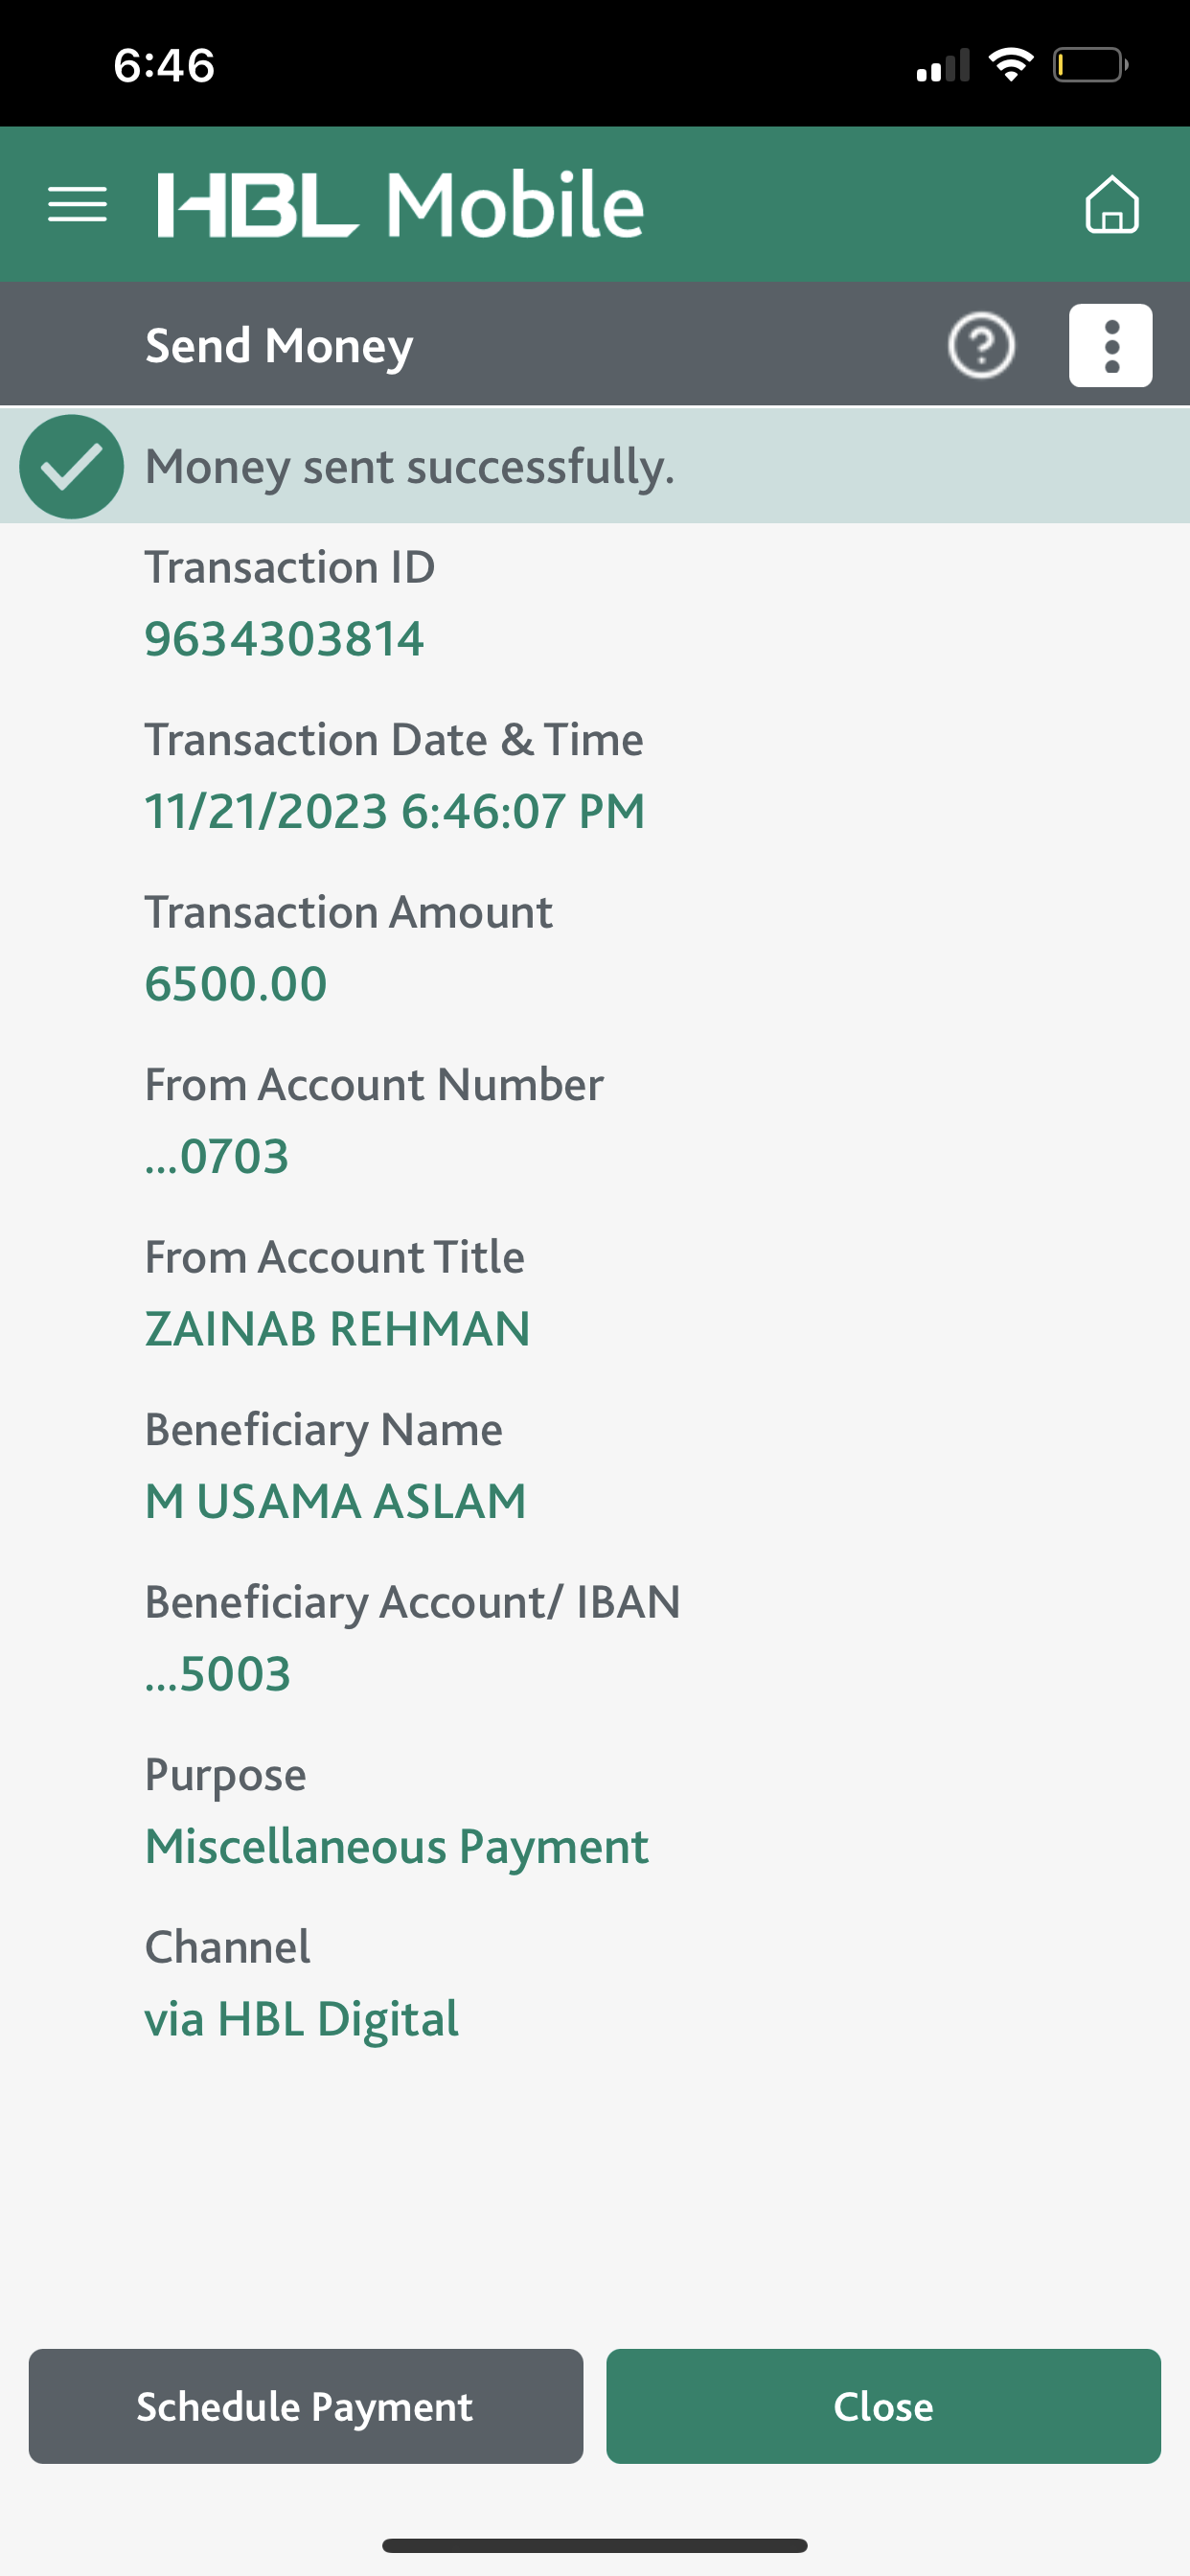 6:46
HBL Mobile
Send Money
Money sent successfully.
Transaction ID
9634303814
Transaction Date & Time
11/21/2023 6:46:07 PM
Transaction Amount
6500.00
From Account Number
...0703
From Account Title
ZAINAB REHMAN
Beneficiary Name
M USAMA ASLAM
Beneficiary Account/ IBAN
...5003
Purpose
Miscellaneous Payment
Channel
via HBL Digital
Schedule Payment
Close